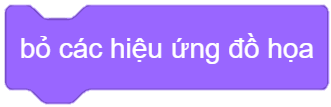 bỏ các hiệu ứng đồ họa